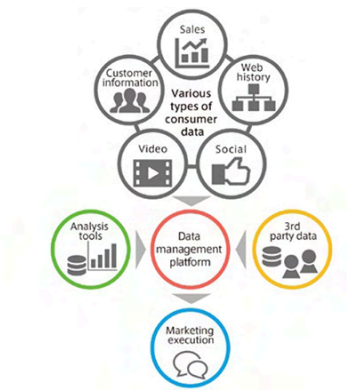 Sales
Customer
information
Web
history
Various
types of
consumer
data
Video
Social
Analysis
tools
Data
management
platform
3rd
party data
Marketing
execution